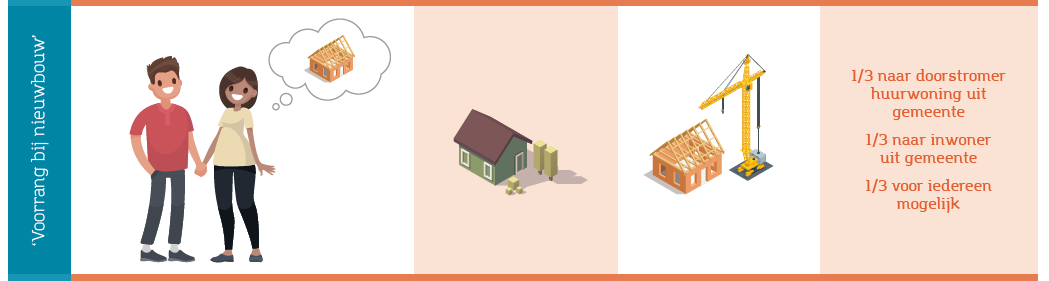 'Voorrang bij nieuwbouw'
1/3 naar doorstromer
huurwoning uit
gemeente
1/3 naar inwoner
uit gemeente
1/3 voor iedereen
mogelijk